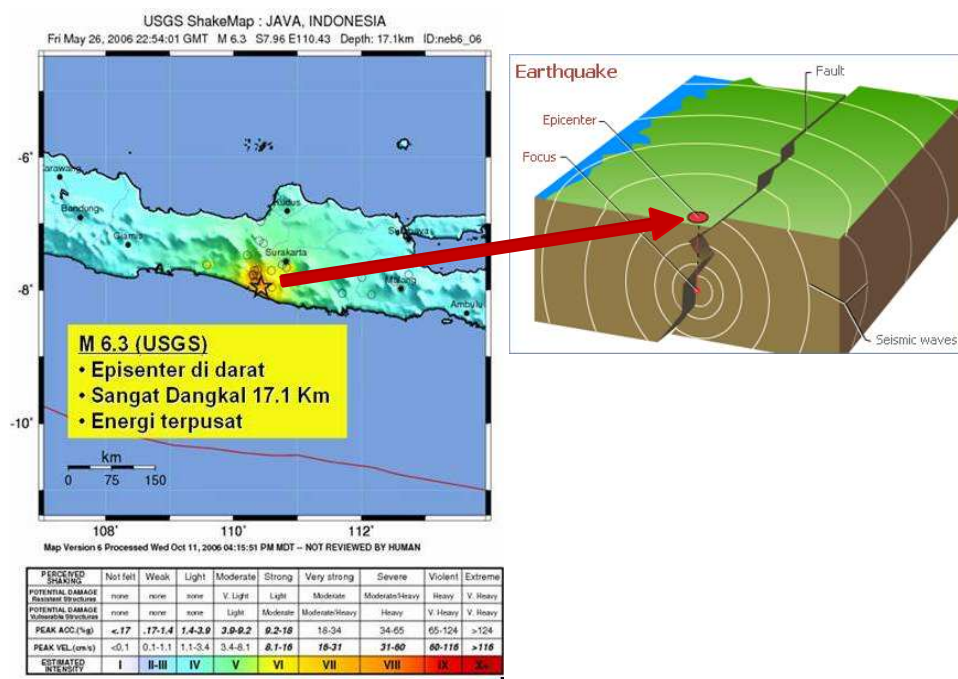 USGS ShakeMap : JAVA, INDONESIA
Fri May 26, 2006 22:54:01 GMT M 6.3 S7.96 E110.43 Depth: 17.1km ID:neb6_06
-6°
-8°
-10°
arawang
Bandung
Ciamis
Kudus
Surakarta
Surabaya
Malang
Ambulu
M 6.3 (USGS)
• Episenter di darat
• Sangat Dangkal 17.1 Km
• Energi terpusat
km
0 75 150
108° 110° 112°
Map Version 6 Processed Wed Oct 11, 2006 04:15:51 PM MDT -- NOT REVIEWED BY HUMAN
PERCEIVED SHAKING Not felt Weak Light Moderate Strong Very strong Severe Violent Extreme
POTENTIAL DAMAGE Resistant Structures none none none V. Light Light Moderate Moderate/Heavy Heavy V. Heavy
POTENTIAL DAMAGE Vulnerable Structures none none none Light Moderate Moderate/Heavy Heavy V. Heavy V. Heavy
PEAK ACC.(%g) <.17 .17-1.4 1.4-3.9 3.9-9.2 9.2-18 18-34 34-65 65-124 >124
PEAK VEL.(cm/s) <0.1 0.1-1.1 1.1-3.4 3.4-8.1 8.1-16 16-31 31-60 60-116 >116
ESTIMATED INTENSITY I II-III IV V VI VII VIII IX X+
Earthquake
Fault
Epicenter
Focus
Seismic waves